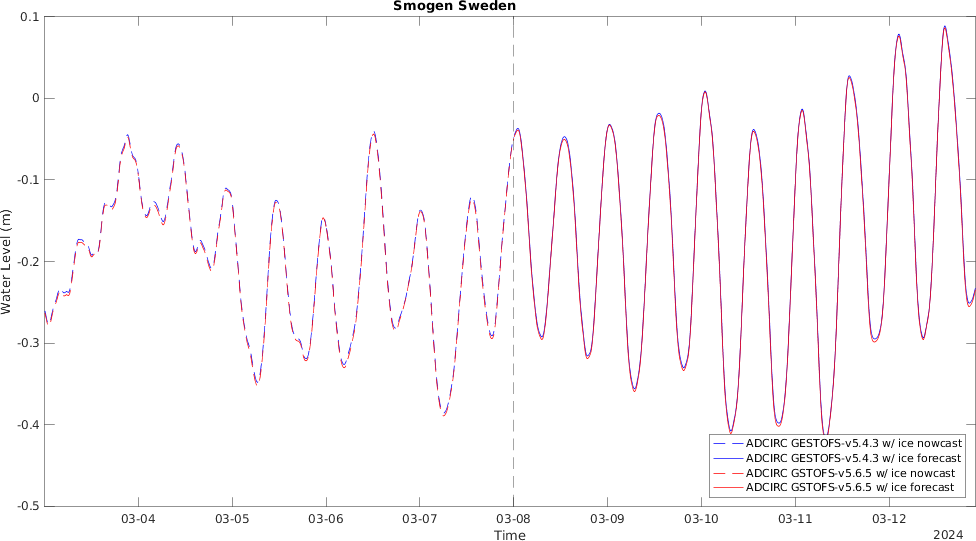 Smogen Sweden
0.1
0
-0.1
-0.2
-0.3
-0.4
-0.5
Water Level (m)
03-04
03-05
03-06
03-07
03-08
03-09
03-10
03-11
03-12
Time
2024
ADCIRC GESTOFS-v5.4.3 w/ ice nowcast
ADCIRC GESTOFS-v5.4.3 w/ ice forecast
ADCIRC GSTOFS-v5.6.5 w/ ice nowcast
ADCIRC GSTOFS-v5.6.5 w/ ice forecast